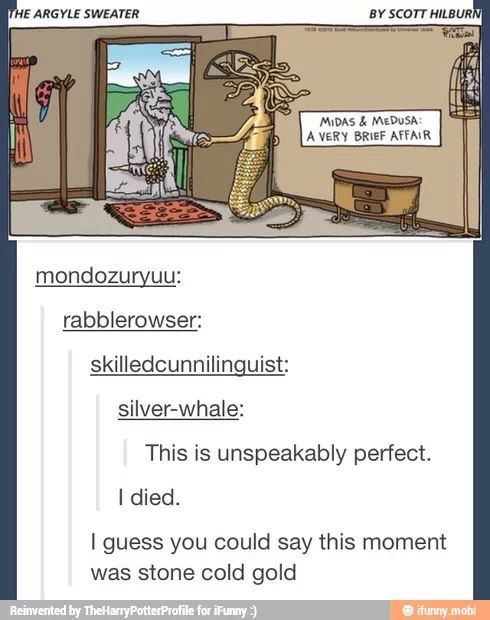 THE ARGYLE SWEATER
BY SCOTT HILBURN
MIDAS & MEDUSA:
A VERY BRIEF AFFAIR
mondozuryuu:
rabblerowser:
skilledcunnilinguist:
silver-whale:
This is unspeakably perfect.
I died.
I guess you could say this moment
was stone cold gold
Reinvented by TheHarryPotterProfile for iFunny :)
ifunny.mobi